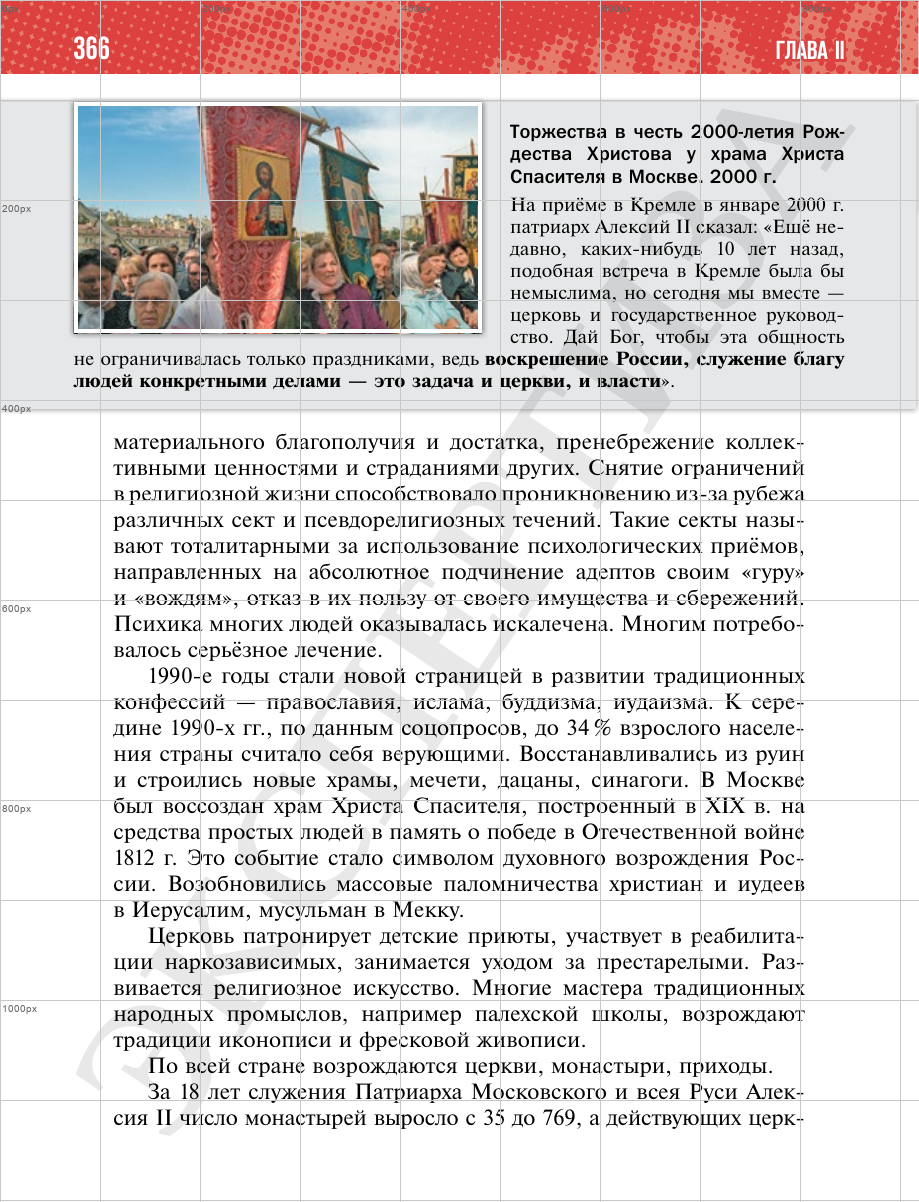 366
ГЛАВА II
Торжества в честь 2000-летия Рож-
дества Христова у храма Христа
Спасителя в Москве. 2000 г.
На приёме в Кремле в январе 2000 г.
патриарх Алексий II сказал: «Ещё не-
давно, каких-нибудь 10 лет назад,
подобная встреча в Кремле была бы
немыслима, но сегодня мы вместе —
церковь и государственное руковод-
ство. Дай Бог, чтобы эта общность
не ограничивалась только праздниками, ведь воскрешение России, служение благу
людей конкретными делами — это задача и церкви, и власти».
материального благополучия и достатка, пренебрежение коллек-
тивными ценностями и страданиями других. Снятие ограничений
в религиозной жизни способствовало проникновению из-за рубежа
различных сект и псевдорелигиозных течений. Такие секты назы-
вают тоталитарными за использование психологических приёмов,
направленных на абсолютное подчинение адептов своим «гуру»
и «вождям», отказ в их пользу от своего имущества и сбережений.
Психика многих людей оказывалась искалечена. Многим потребо-
валось серьёзное лечение.
1990-е годы стали новой страницей в развитии традиционных
конфессий — православия, ислама, буддизма, иудаизма. К сере-
дине 1990-х гг., по данным соцопросов, до 34 % взрослого населе-
ния страны считало себя верующими. Восстанавливались из руин
и строились новые храмы, мечети, дацаны, синагоги. В Москве
был воссоздан храм Христа Спасителя, построенный в XIX в. на
средства простых людей в память о победе в Отечественной войне
1812 г. Это событие стало символом духовного возрождения Рос-
сии. Возобновились массовые паломничества христиан и иудеев
в Иерусалим, мусульман в Мекку.
Церковь патронирует детские приюты, участвует в реабилита-
ции наркозависимых, занимается уходом за престарелыми. Раз-
вивается религиозное искусство. Многие мастера традиционных
народных промыслов, например палехской школы, возрождают
традиции иконописи и фресковой живописи.
По всей стране возрождаются церкви, монастыри, приходы.
За 18 лет служения Патриарха Московского и всея Руси Алек-
сия II число монастырей выросло с 35 до 769, а действующих церк-
ЭКСПЕРТИЗА
200px
400px
600px
800px
1000px